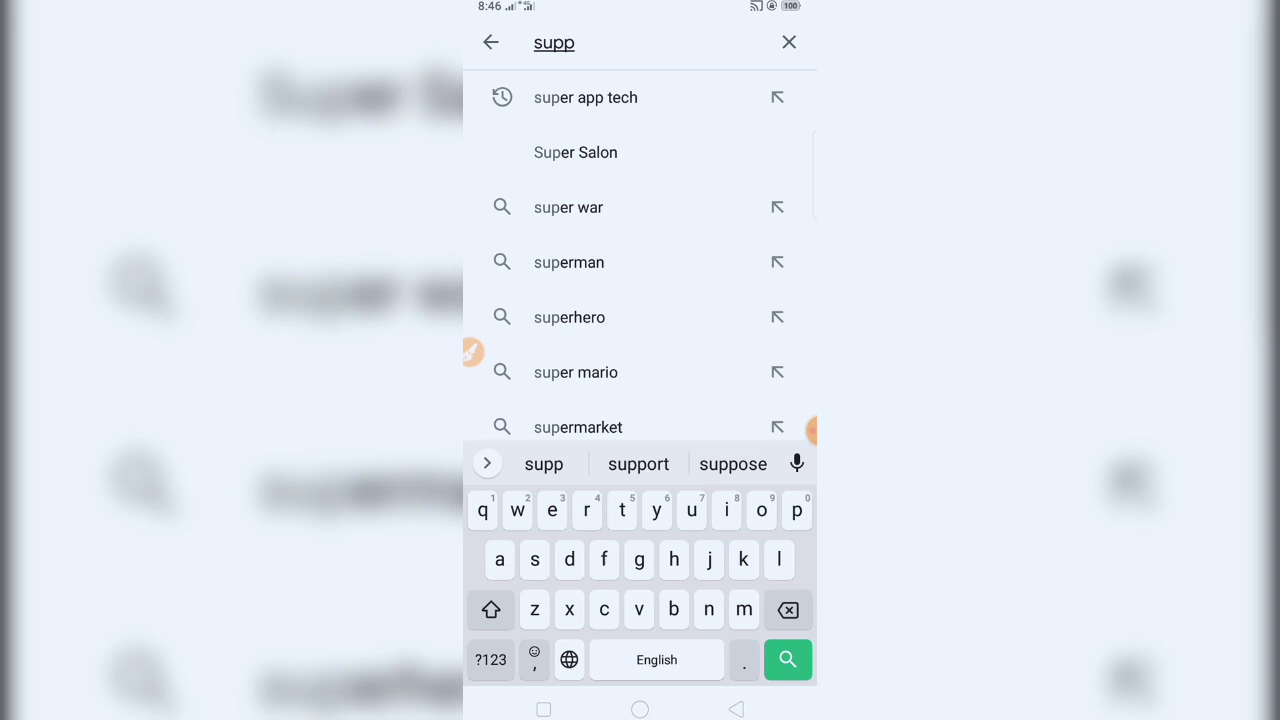 8:46
4G
100
supp
super app tech
Super Salon
super war
superman
superhero
super mario
supermarket
supp support suppose
1 2 3 4 5 6 7 8 9 0
q w e r t y u i o p
a s d f g h j k l
z x c v b n m
?123 , English .